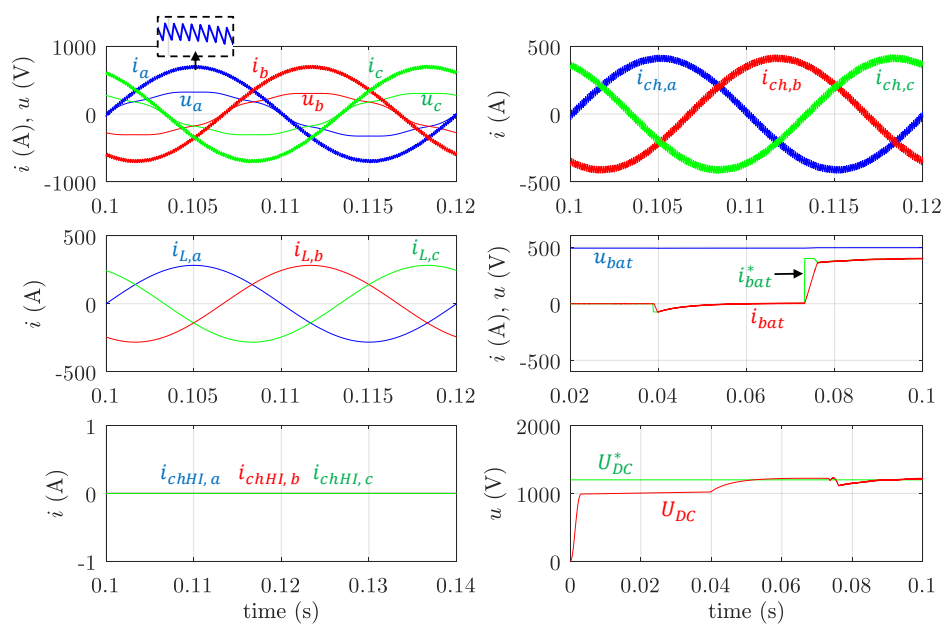 i (A), u (V)
1000
0
-1000
i_a
i_b
i_c
u_a
u_b
u_c
0.1
0.105
0.11
0.115
0.12
i (A)
500
0
-500
i_ch,a
i_ch,b
i_ch,c
0.1
0.105
0.11
0.115
0.12
i (A)
500
0
-500
i_L,a
i_L,b
i_L,c
0.1
0.105
0.11
0.115
0.12
i (A), u (V)
500
0
-500
u_bat
i*_bat
i_bat
0.02
0.04
0.06
0.08
0.1
i (A)
1
0
-1
i_chHI, a
i_chHI, b
i_chHI, c
0.1
0.11
0.12
0.13
0.14
time (s)
u (V)
2000
1000
0
U*_DC
U_DC
0
0.02
0.04
0.06
0.08
0.1
time (s)